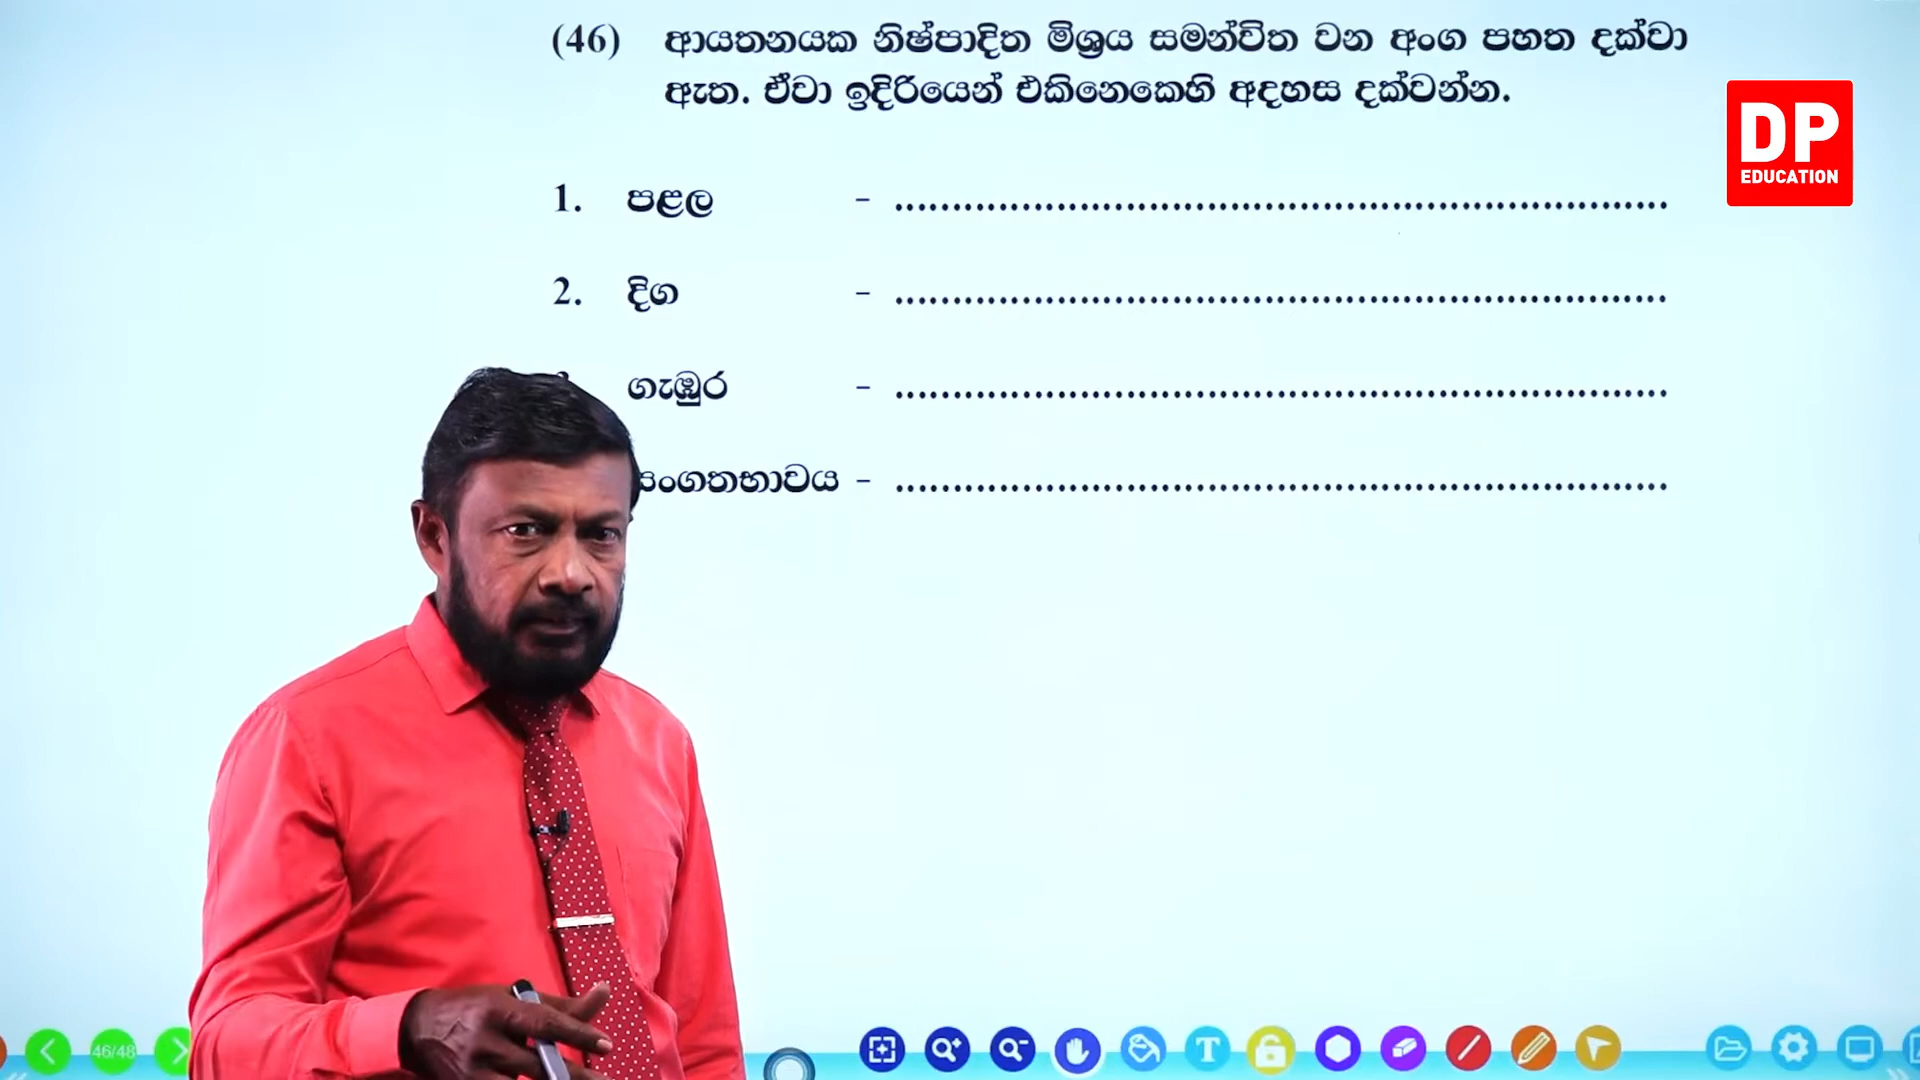 (46) ආයතනයක නිෂ්පාදිත මිශ්‍රය සමන්විත වන අංග පහත දක්වා
ඇත. ඒවා ඉදිරියෙන් එකිනෙකෙහි අදහස දක්වන්න.
DP
EDUCATION
1. පළල - ....................................................................
2. දිග - ....................................................................
ගැඹුර - ....................................................................
සංගතභාවය - ....................................................................
46/48
T